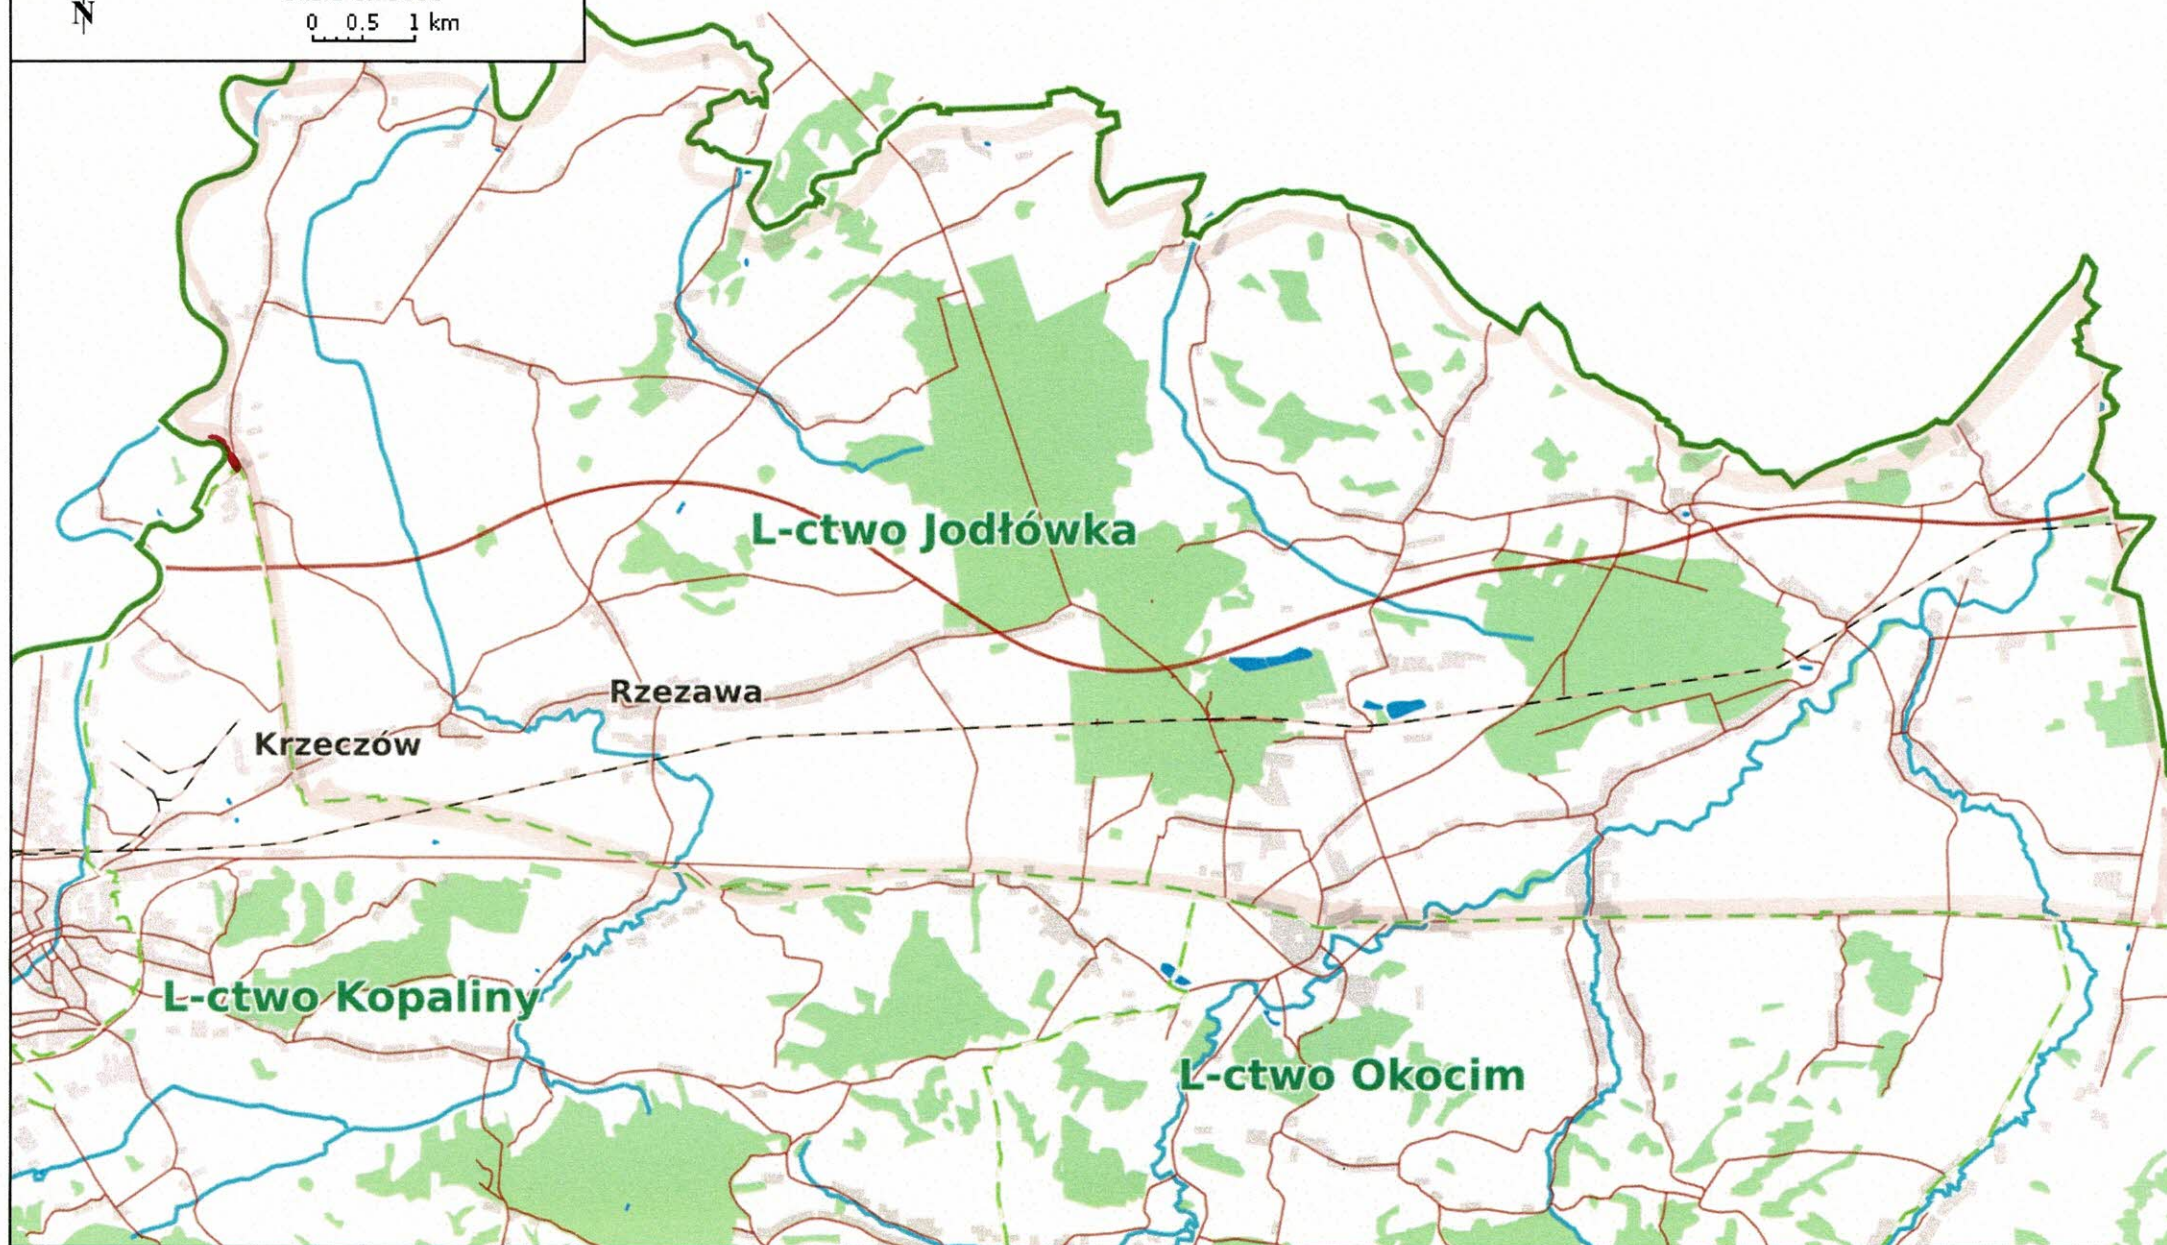 N
0 0.5 1 km
L-ctwo Jodłówka
Rzezawa
Krzeczów
L-ctwo Kopaliny
L-ctwo Okocim